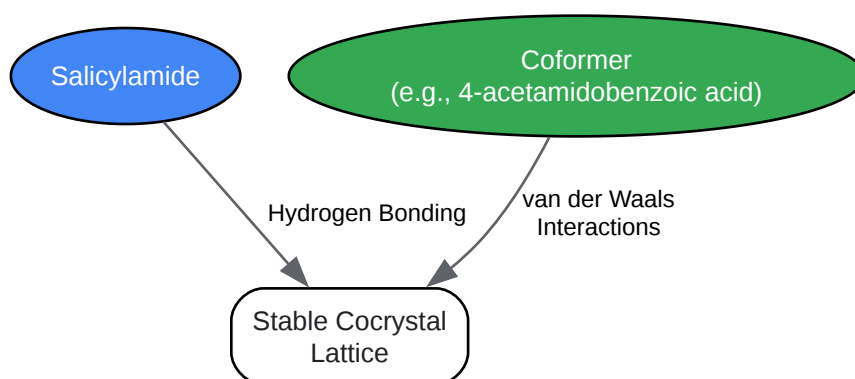 Salicylamide
Coformer
(e.g., 4-acetamidobenzoic acid)
Hydrogen Bonding
van der Waals
Interactions
Stable Cocrystal
Lattice